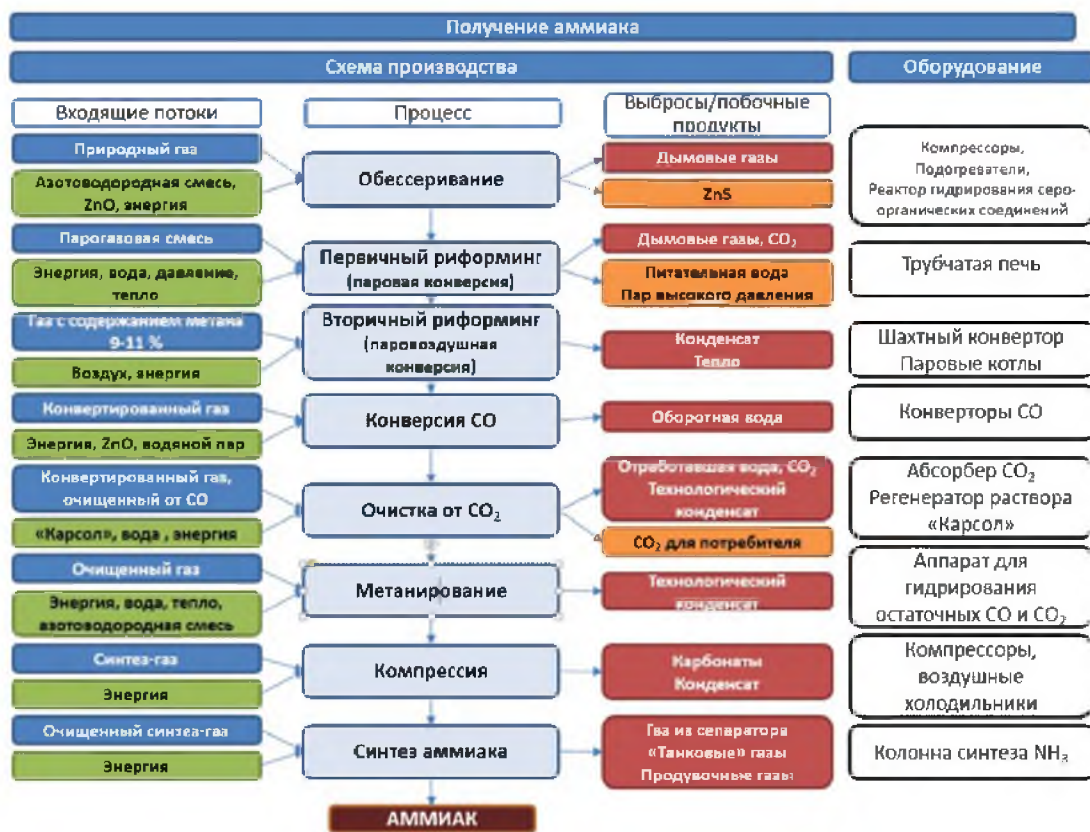 Получение аммиака
Схема производства
Оборудование
Входящие потоки
Процесс
Выбросы/побочные
продукты
Природный газ
Азотоводородная смесь,
ZnO, энергия
Обессеривание
Дымовые газы
ZnS
Компрессоры,
Подогреватели,
Реактор гидрирования серо-
органических соединений
Парогазовая смесь
Энергия, вода, давление,
тепло
Первичный риформинг
(паровая конверсия)
Дымовые газы, CO₂
Питательная вода
Пар высокого давления
Трубчатая печь
Газ с содержанием метана
9-11 %
Воздух, энергия
Вторичный риформинг
(паровоздушная
конверсия)
Конденсат
Тепло
Шахтный конвертор
Паровые котлы
Конвертированный газ
Энергия, ZnO, водяной пар
Конверсия СО
Оборотная вода
Конверторы СО
Конвертированный газ,
очищенный от СО
«Карсол», вода , энергия
Очистка от CO₂
Отработавшая вода, CO₂
Технологический
конденсат
CO₂ для потребителя
Абсорбер CO₂
Регенератор раствора
«Карсол»
Очищенный газ
Энергия, вода, тепло,
азотоводородная смесь
Метанирование
Технологический
конденсат
Аппарат для
гидрирования
остаточных СО и CO₂
Синтез-газ
Энергия
Компрессия
Карбонаты
Конденсат
Компрессоры,
воздушные
холодильники
Очищенный синтез-газ
Энергия
Синтез аммиака
Газ из сепаратора
«Танковые» газы
Продувочные газы
Колонна синтеза NH₃
АММИАК